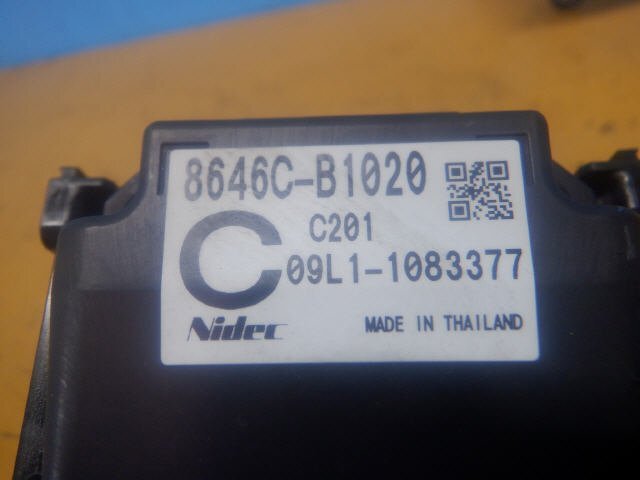 8646C-B1020
C
C201
09L1-1083377
Nidec
MADE IN THAILAND